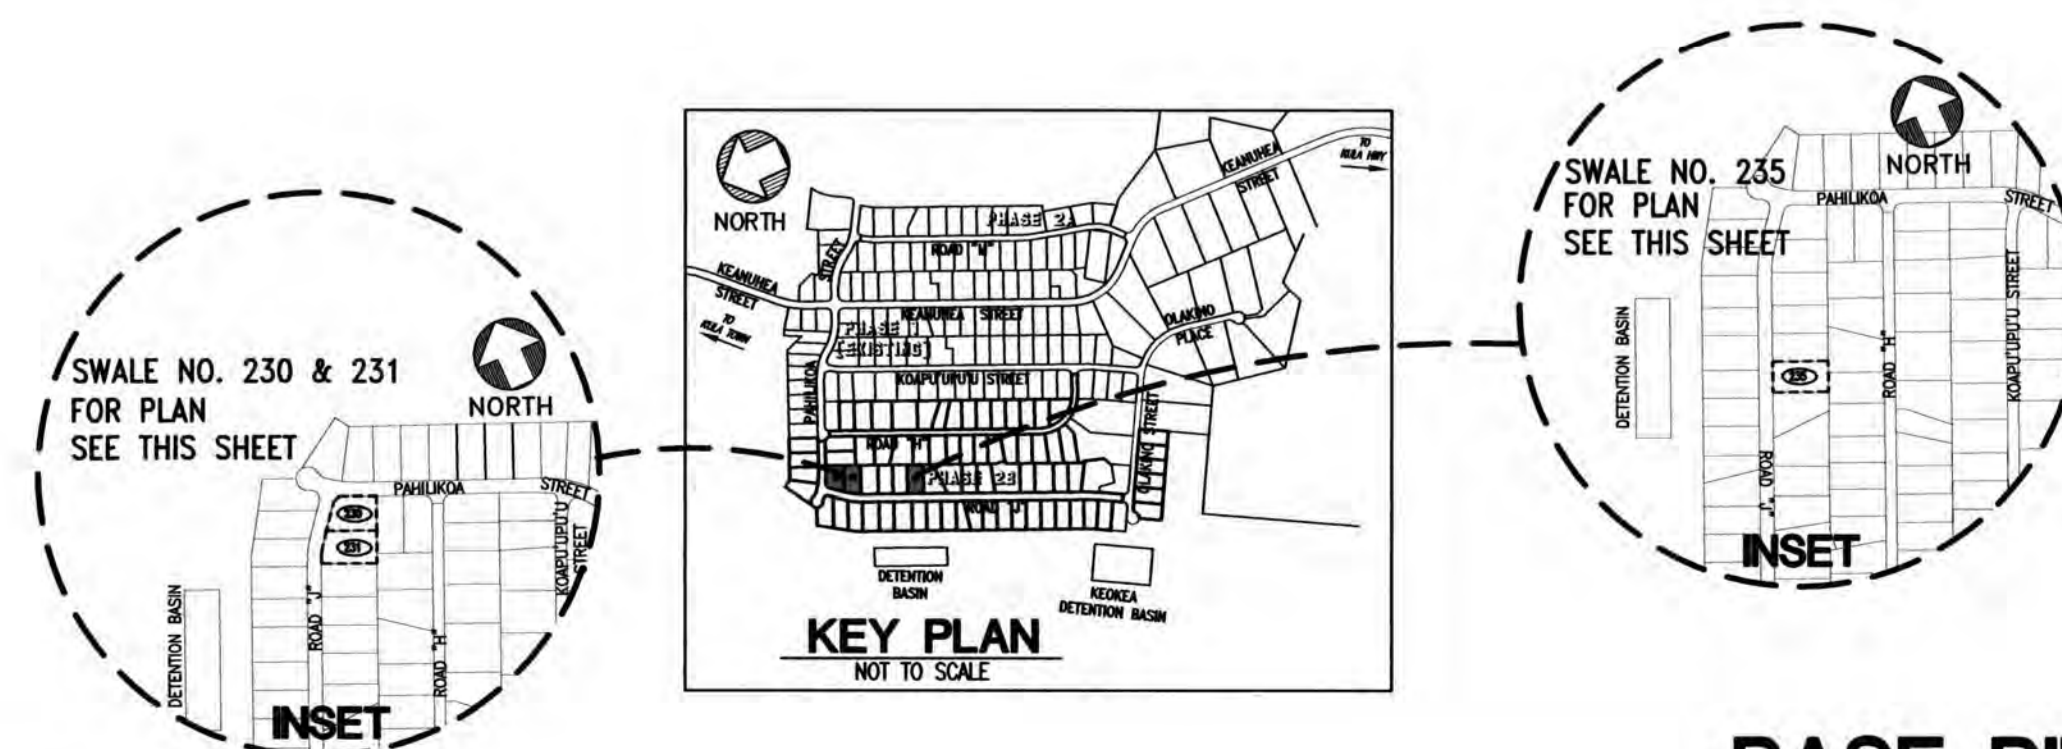 SWALE NO. 230 & 231
FOR PLAN
SEE THIS SHEET
NORTH
PAHILIKOA
STREET
230
231
KOAPU'UPU'U
STREET
ROAD "J"
ROAD "H"
DETENTION BASIN
INSET
NORTH
KEANUHEA
STREET
TO
KULA HWY
PHASE 2A
STREET
ROAD "M"
KEANUHEA
STREET
TO
KULA TOWN
KEANUHEA STREET
PHASE 1
(EXISTING)
OLAKINO
PLACE
KOAPU'UPU'U STREET
PAHILIKOA
ROAD "H"
OLAKINO STREET
PHASE 2B
ROAD "J"
DETENTION
BASIN
KEOKEA
DETENTION BASIN
KEY PLAN
NOT TO SCALE
SWALE NO. 235
FOR PLAN
SEE THIS SHEET
NORTH
PAHILIKOA
STREET
DETENTION BASIN
235
ROAD "H"
KOAPU'UPU'U STREET
ROAD "J"
INSET